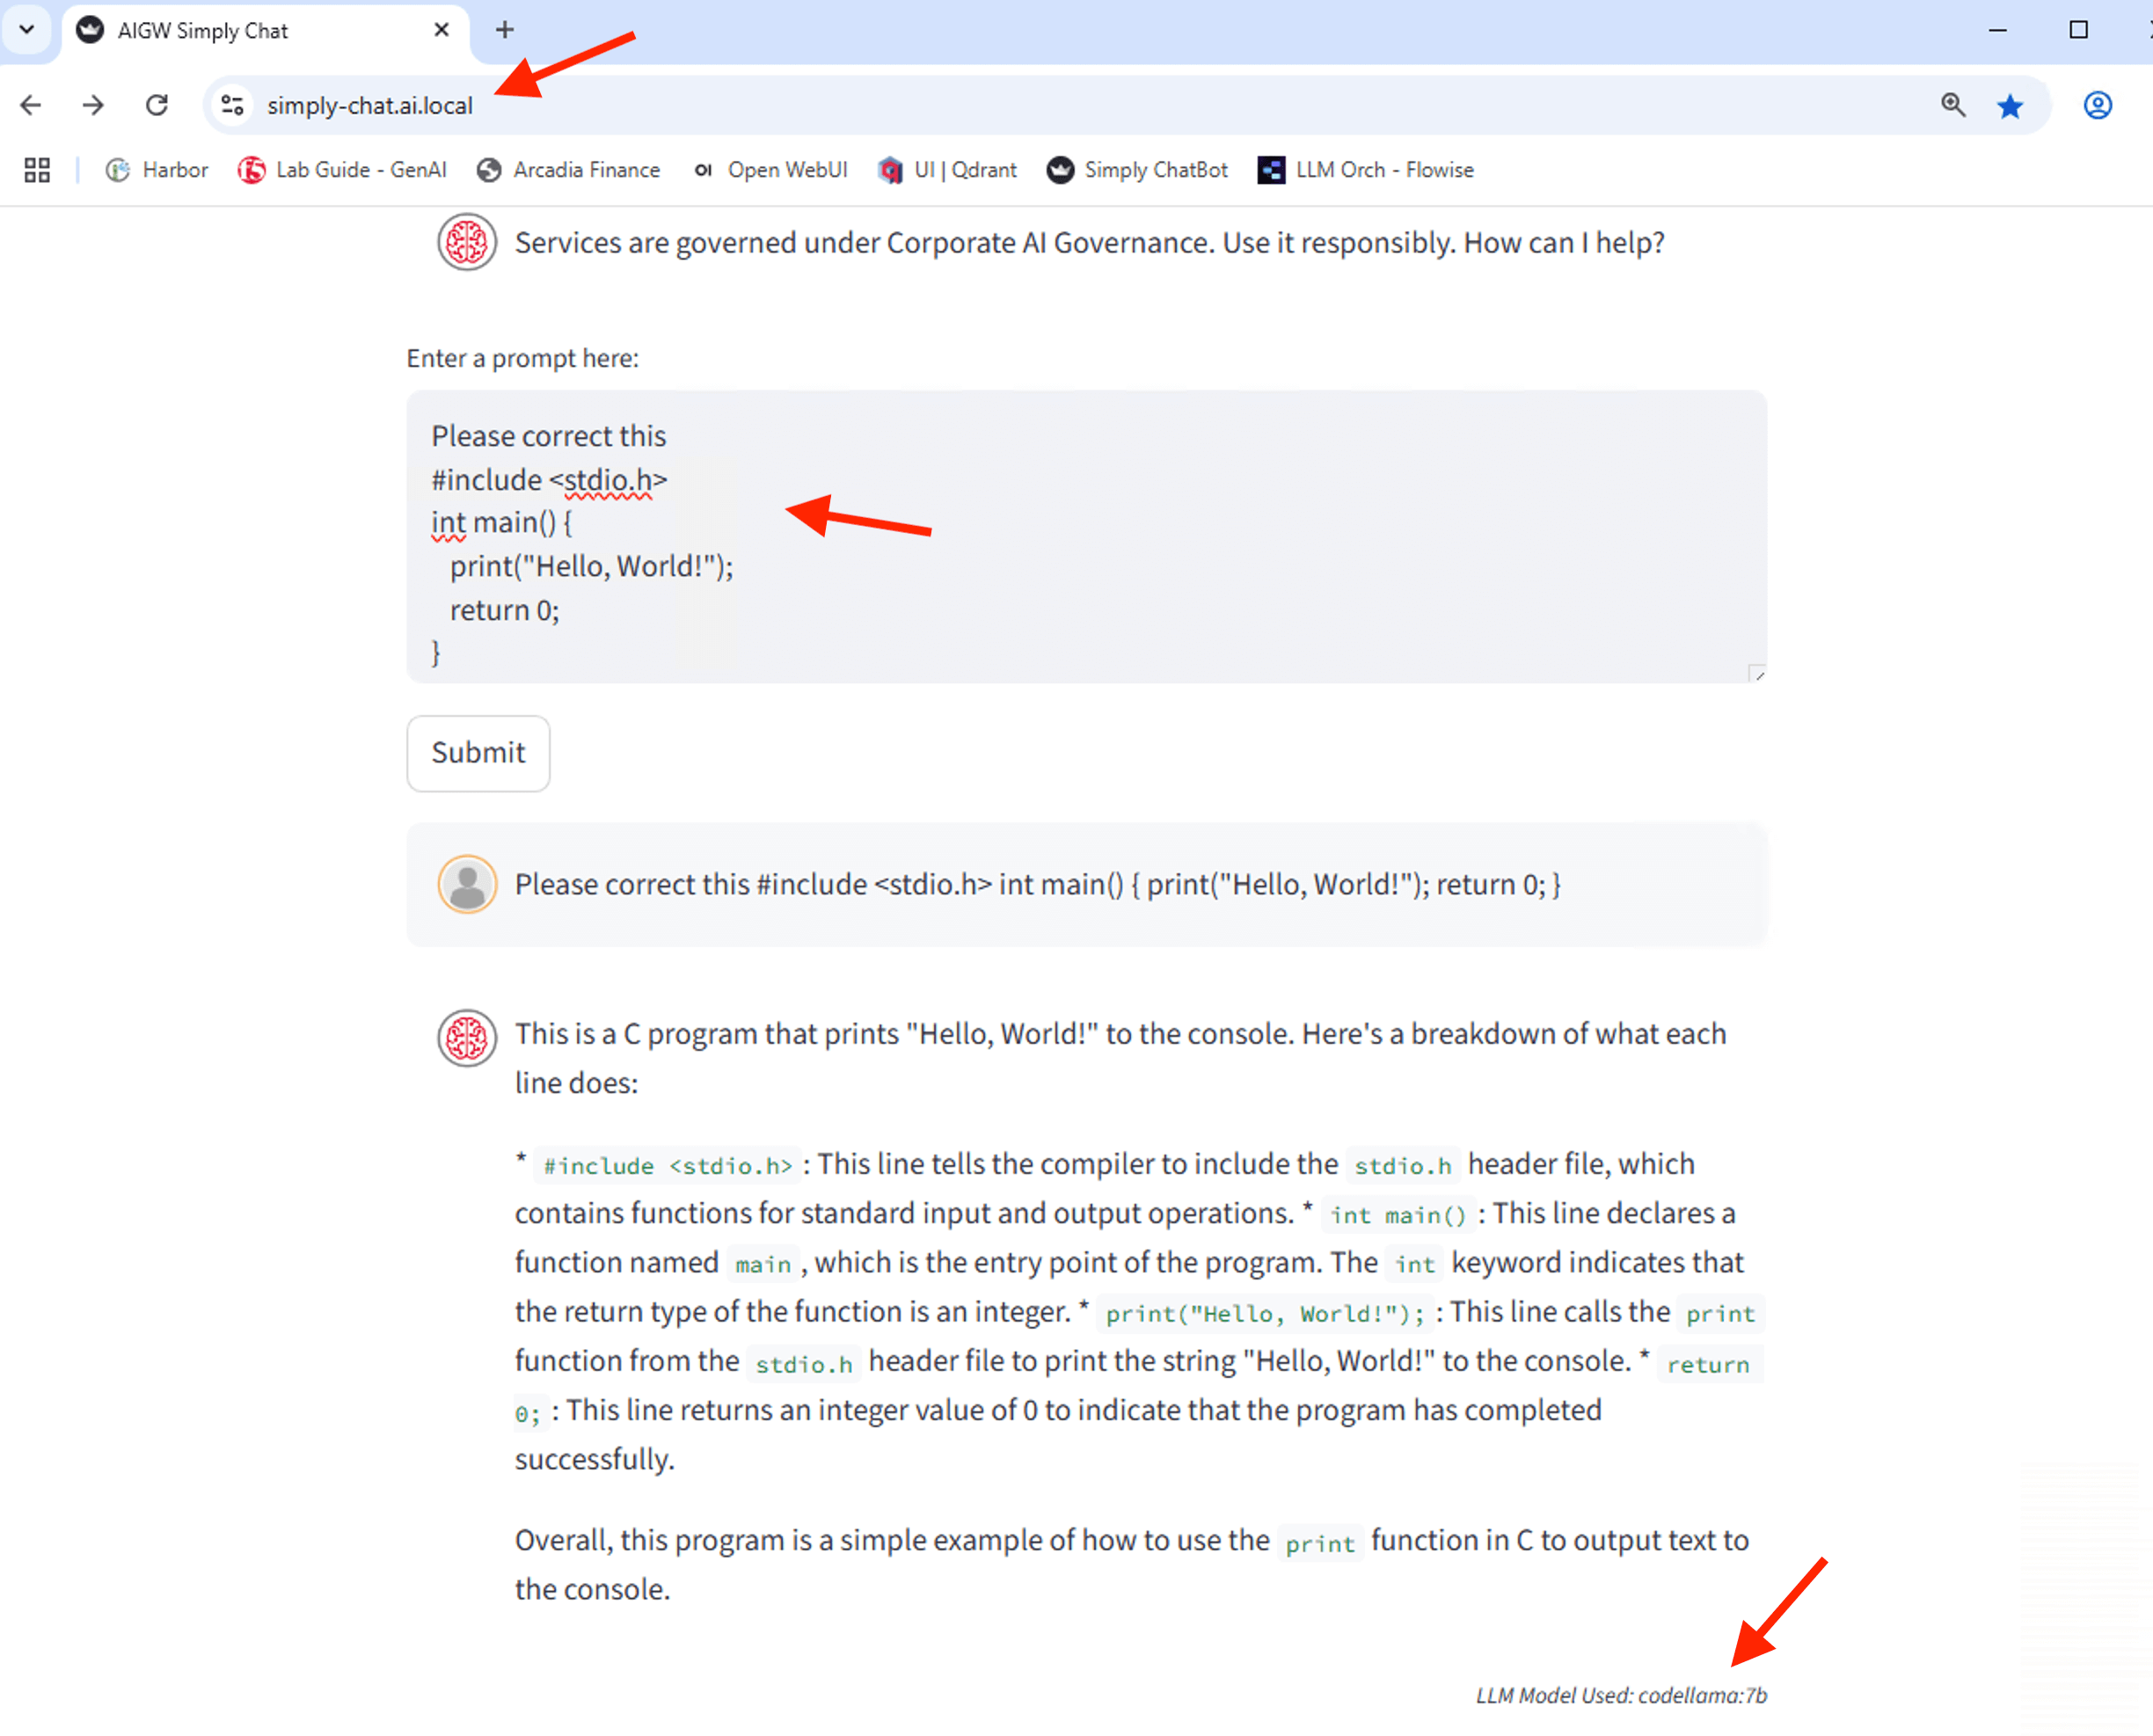 AIGW Simply Chat
simply-chat.ai.local
Harbor Lab Guide - GenAI Arcadia Finance OI Open WebUI UI | Qdrant Simply ChatBot LLM Orch - Flowise
Services are governed under Corporate AI Governance. Use it responsibly. How can I help?
Enter a prompt here:
Please correct this
#include <stdio.h>
int main() {
print("Hello, World!");
return 0;
}
Submit
Please correct this #include <stdio.h> int main() { print("Hello, World!"); return 0; }
This is a C program that prints "Hello, World!" to the console. Here's a breakdown of what each
line does:
* #include <stdio.h> : This line tells the compiler to include the stdio.h header file, which
contains functions for standard input and output operations. * int main() : This line declares a
function named main , which is the entry point of the program. The int keyword indicates that
the return type of the function is an integer. * print("Hello, World!"); : This line calls the print
function from the stdio.h header file to print the string "Hello, World!" to the console. * return
0; : This line returns an integer value of 0 to indicate that the program has completed
successfully.
Overall, this program is a simple example of how to use the print function in C to output text to
the console.
LLM Model Used: codellama:7b